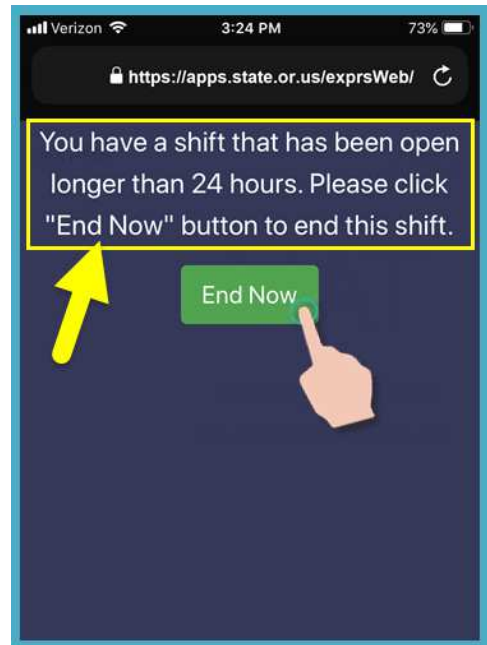 Verizon 3:24 PM 73%
https://apps.state.or.us/exprsWeb/
You have a shift that has been open
longer than 24 hours. Please click
"End Now" button to end this shift.
End Now